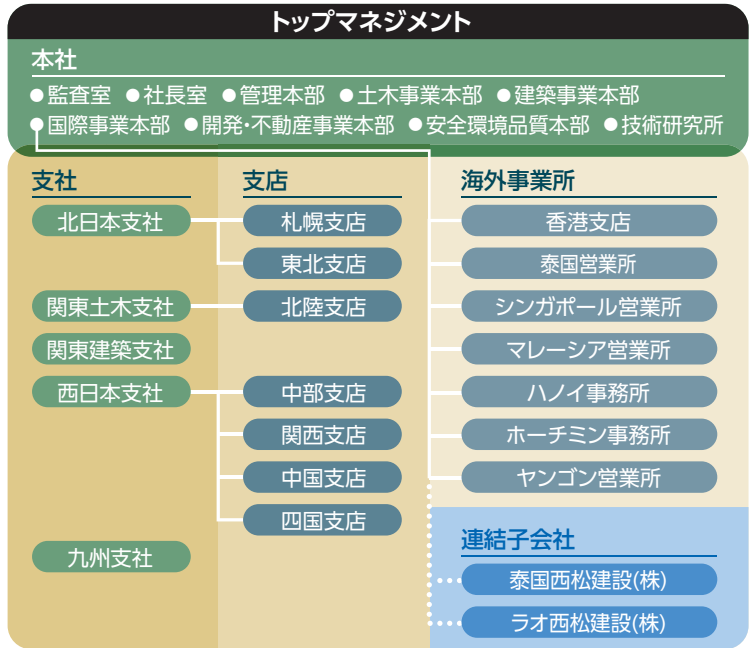 トップマネジメント
本社
●監査室 ●社長室 ●管理本部 ●土木事業本部 ●建築事業本部
●国際事業本部 ●開発・不動産事業本部 ●安全環境品質本部 ●技術研究所
支社
北日本支社
関東土木支社
関東建築支社
西日本支社
九州支社
支店
札幌支店
東北支店
北陸支店
中部支店
関西支店
中国支店
四国支店
海外事業所
香港支店
泰国営業所
シンガポール営業所
マレーシア営業所
ハノイ事務所
ホーチミン事務所
ヤンゴン営業所
連結子会社
泰国西松建設(株)
ラオ西松建設(株)